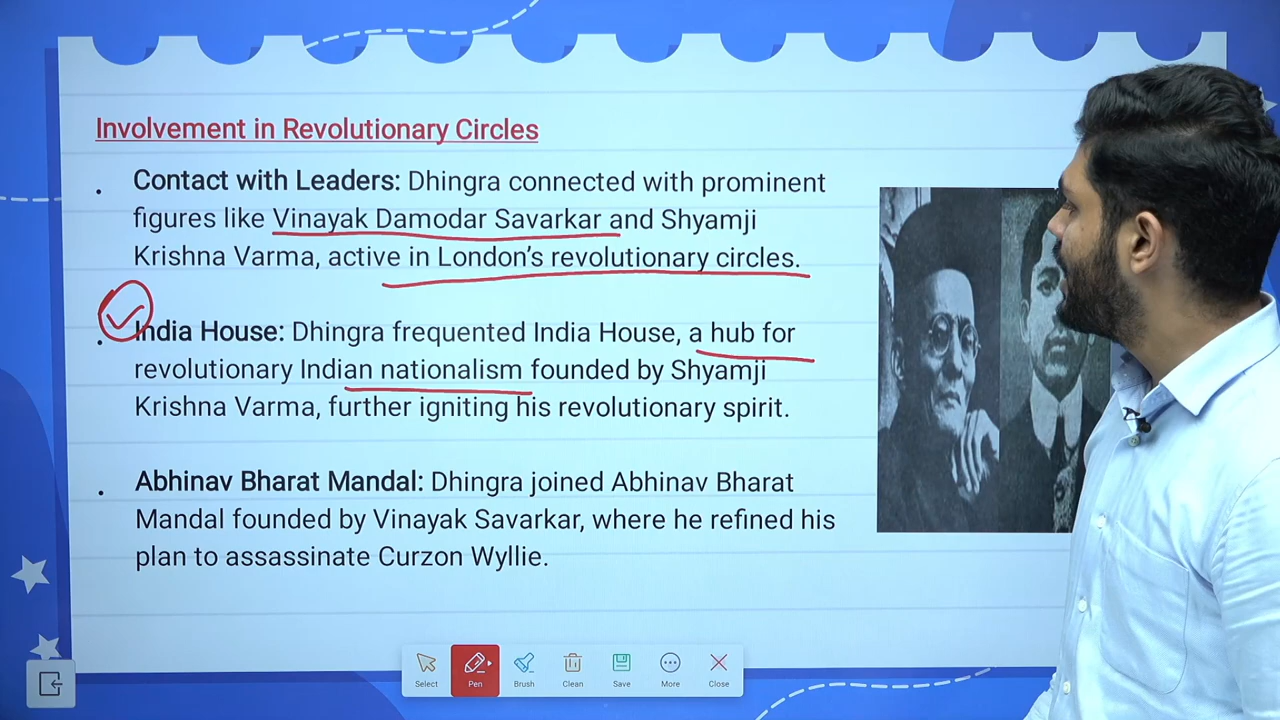 Involvement in Revolutionary Circles
Contact with Leaders: Dhingra connected with prominent
figures like Vinayak Damodar Savarkar and Shyamji
Krishna Varma, active in London's revolutionary circles.
India House: Dhingra frequented India House, a hub for
revolutionary Indian nationalism founded by Shyamji
Krishna Varma, further igniting his revolutionary spirit.
Abhinav Bharat Mandal: Dhingra joined Abhinav Bharat
Mandal founded by Vinayak Savarkar, where he refined his
plan to assassinate Curzon Wyllie.
Select Pen Brush Clean Save More Close